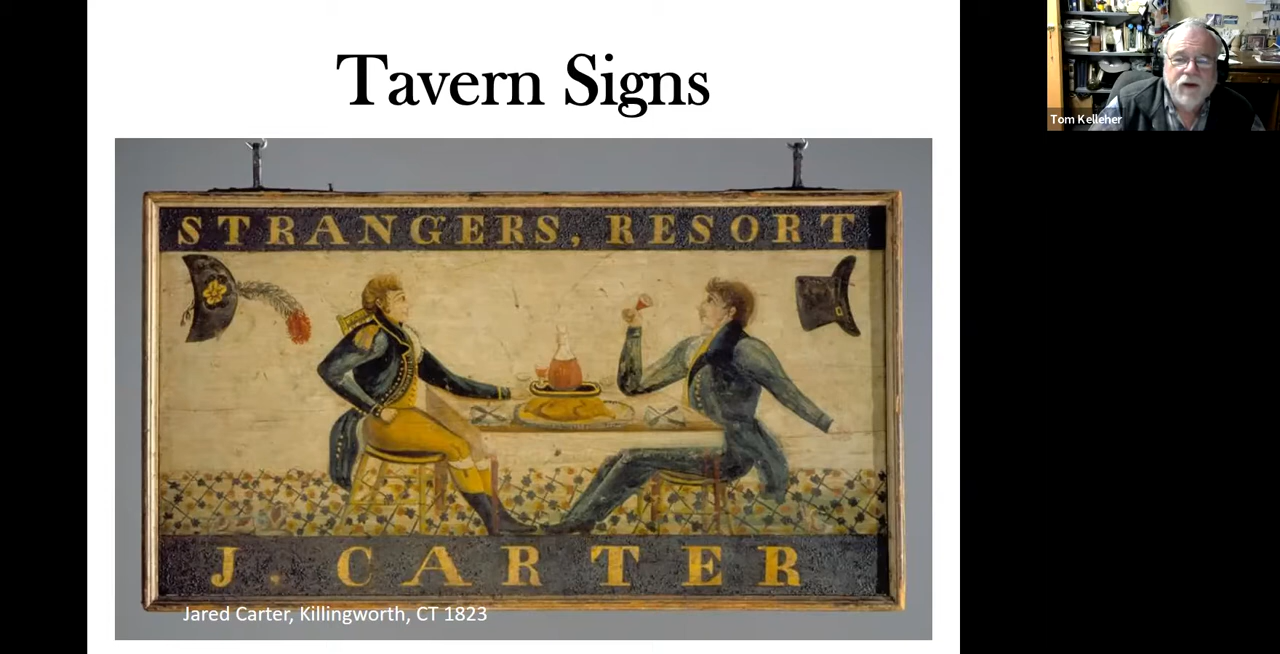 Tavern Signs
Tom Kelleher
STRANGERS, RESORT
J. CARTER
Jared Carter, Killingworth, CT 1823